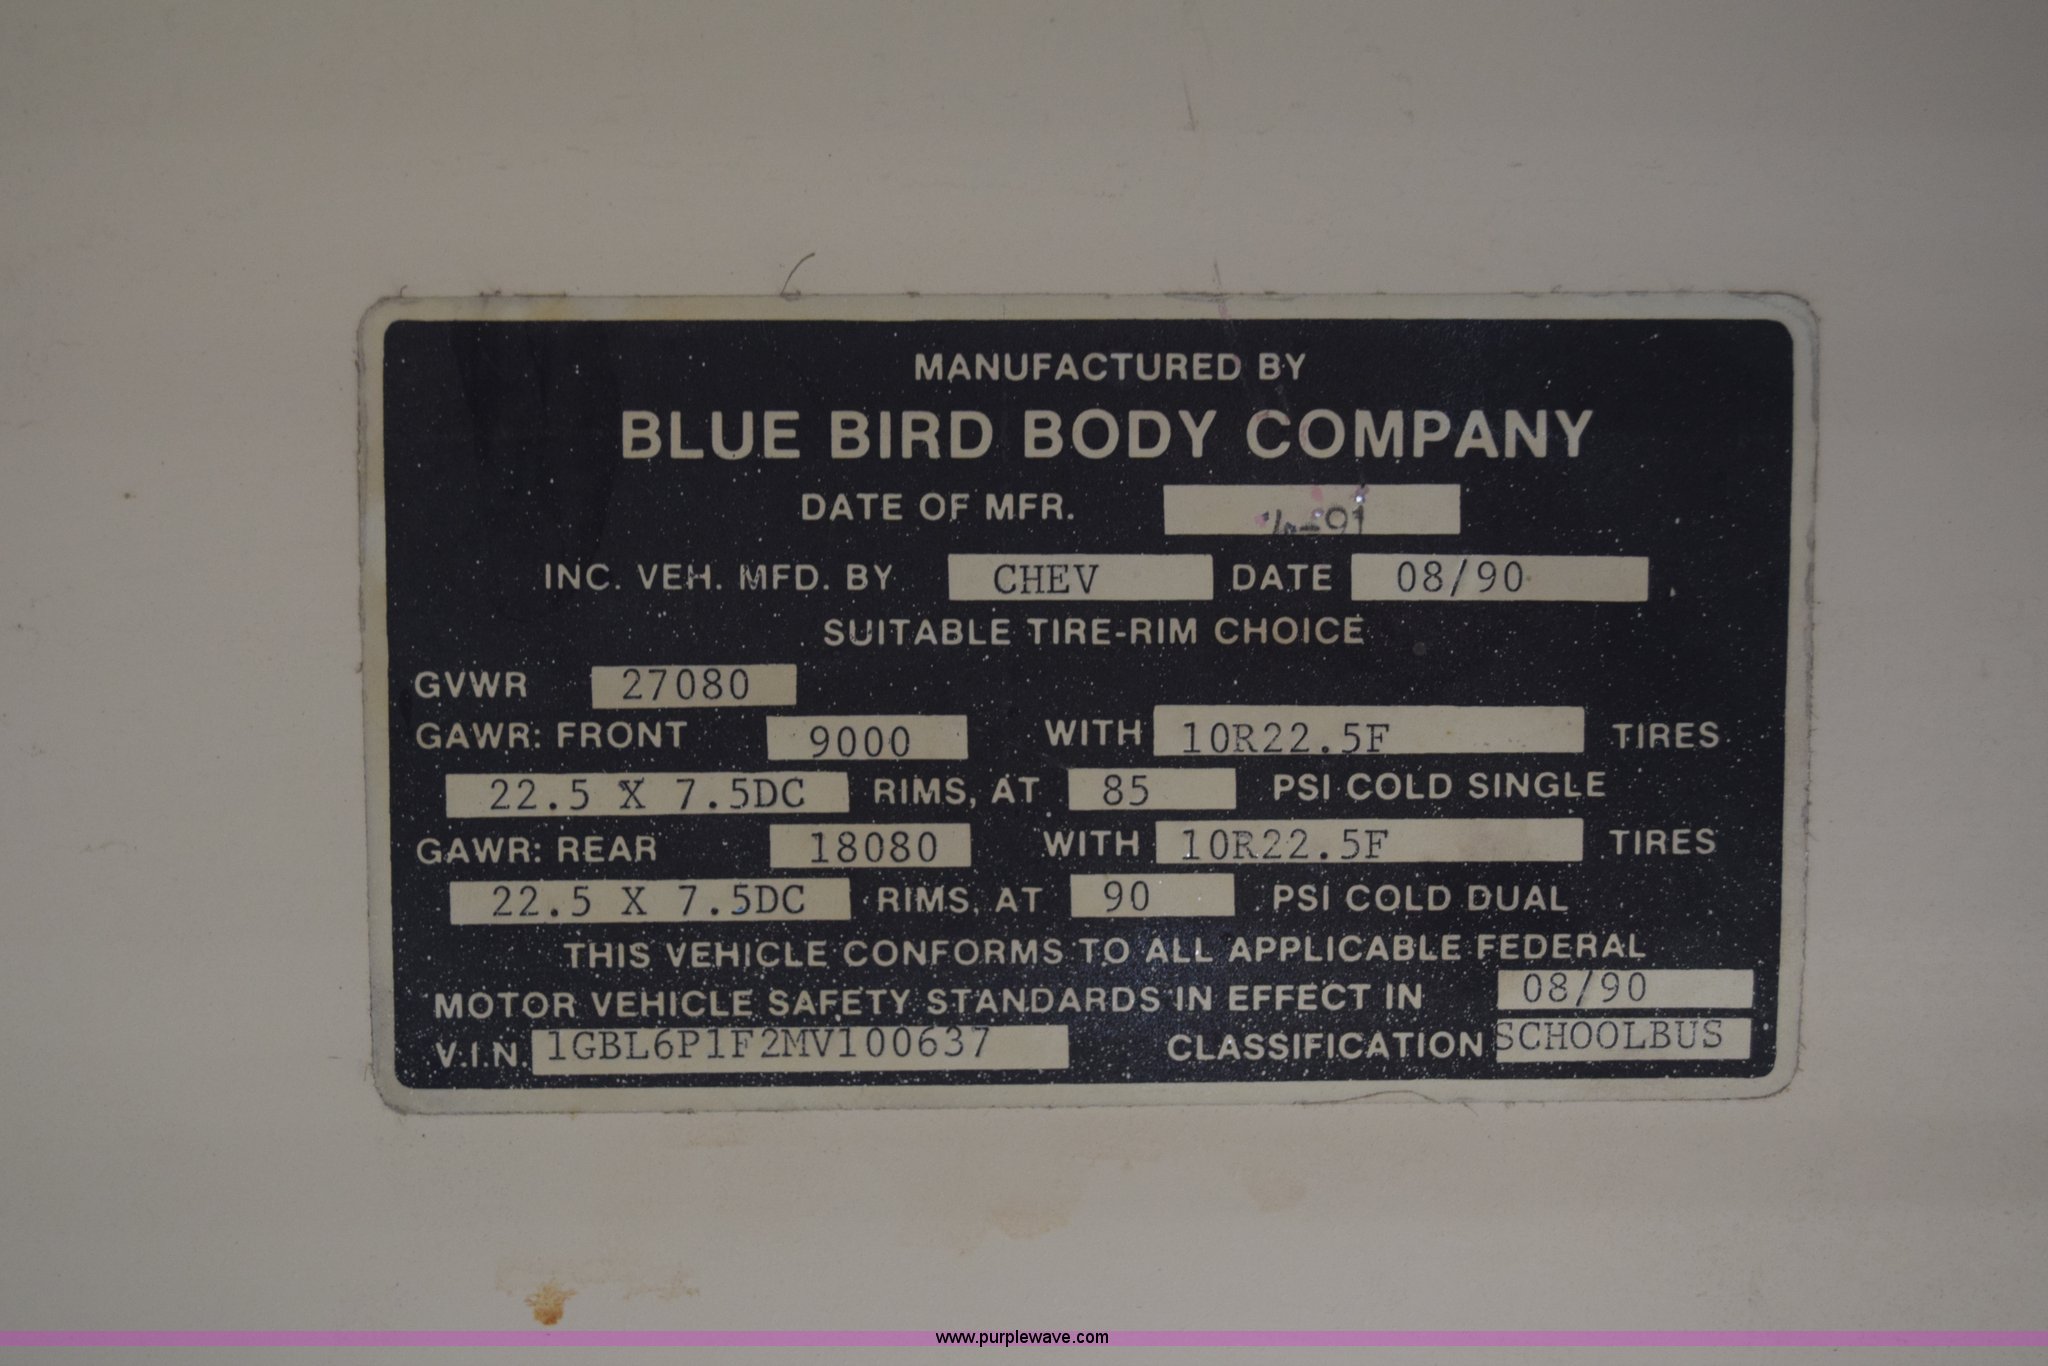 MANUFACTURED BY
BLUE BIRD BODY COMPANY
DATE OF MFR.
INC. VEH. MFD. BY CHEV DATE 08/90
SUITABLE TIRE-RIM CHOICE
GVWR 27080
GAWR: FRONT 9000 WITH 10R22.5F TIRES
22.5 X 7.5DC RIMS, AT 85 PSI COLD SINGLE
GAWR: REAR 18080 WITH 10R22.5F TIRES
22.5 X 7.5DC RIMS, AT 90 PSI COLD DUAL
THIS VEHICLE CONFORMS TO ALL APPLICABLE FEDERAL
MOTOR VEHICLE SAFETY STANDARDS IN EFFECT IN 08/90
V.I.N. 1GBL6P1F2MV100637 CLASSIFICATION SCHOOLBUS
www.purplewave.com